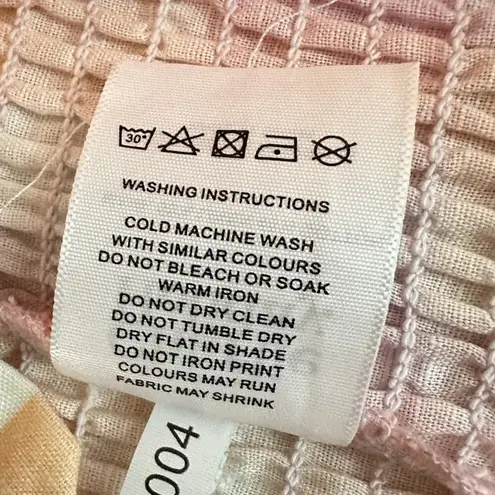 30°
WASHING INSTRUCTIONS
COLD MACHINE WASH
WITH SIMILAR COLOURS
DO NOT BLEACH OR SOAK
WARM IRON
DO NOT DRY CLEAN
DO NOT TUMBLE DRY
DRY FLAT IN SHADE
DO NOT IRON PRINT
COLOURS MAY RUN
FABRIC MAY SHRINK
004